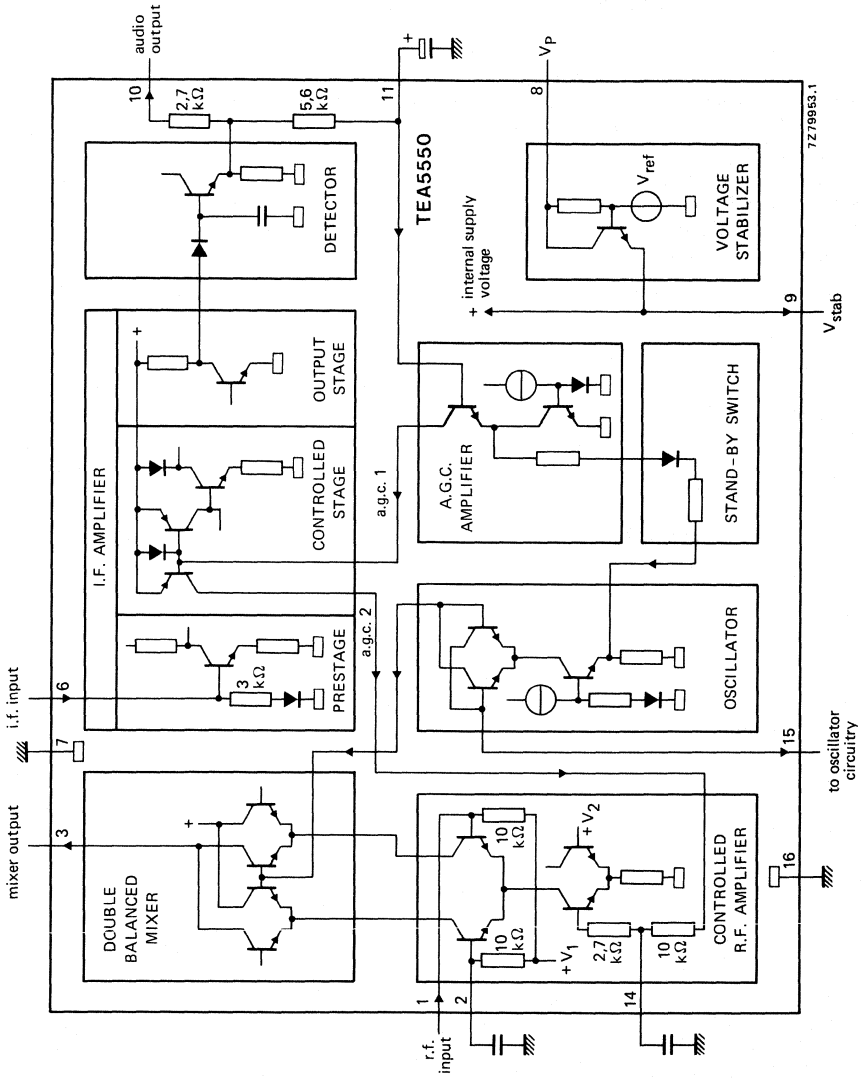 mixer output
3
7
i.f. input
6
audio
output
10
2,7
kΩ
5,6
kΩ
11
+
DOUBLE
BALANCED
MIXER
+
I.F. AMPLIFIER
3
kΩ
PRESTAGE
CONTROLLED
STAGE
+
OUTPUT
STAGE
DETECTOR
TEA5550
a.g.c. 2
a.g.c. 1
r.f.
input
1
2
14
10
kΩ
10
kΩ
+V1
2,7
kΩ
10
kΩ
+V2
CONTROLLED
R.F. AMPLIFIER
OSCILLATOR
A.G.C.
AMPLIFIER
STAND-BY SWITCH
+ internal supply
voltage
8
VP
Vref
VOLTAGE
STABILIZER
16
15
to oscillator
circuitry
9
Vstab
7Z79953.1